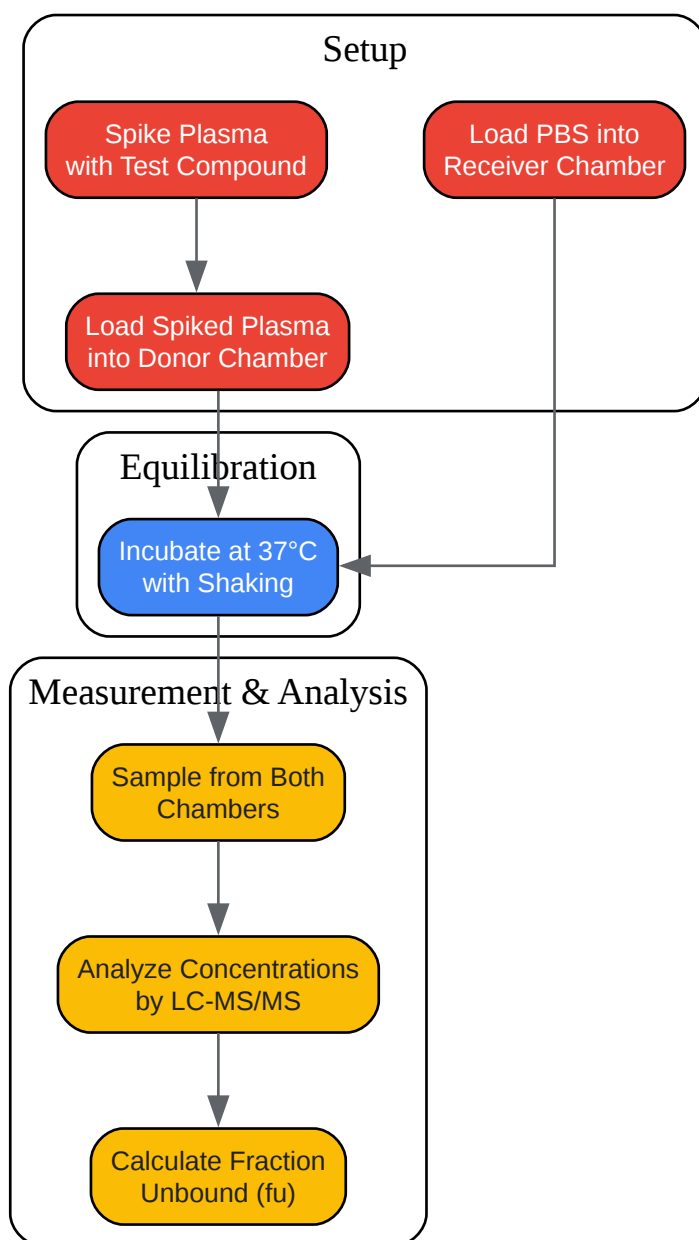 Setup
Spike Plasma
with Test Compound
Load PBS into
Receiver Chamber
Load Spiked Plasma
into Donor Chamber
Equilibration
Incubate at 37°C
with Shaking
Measurement & Analysis
Sample from Both
Chambers
Analyze Concentrations
by LC-MS/MS
Calculate Fraction
Unbound (fu)